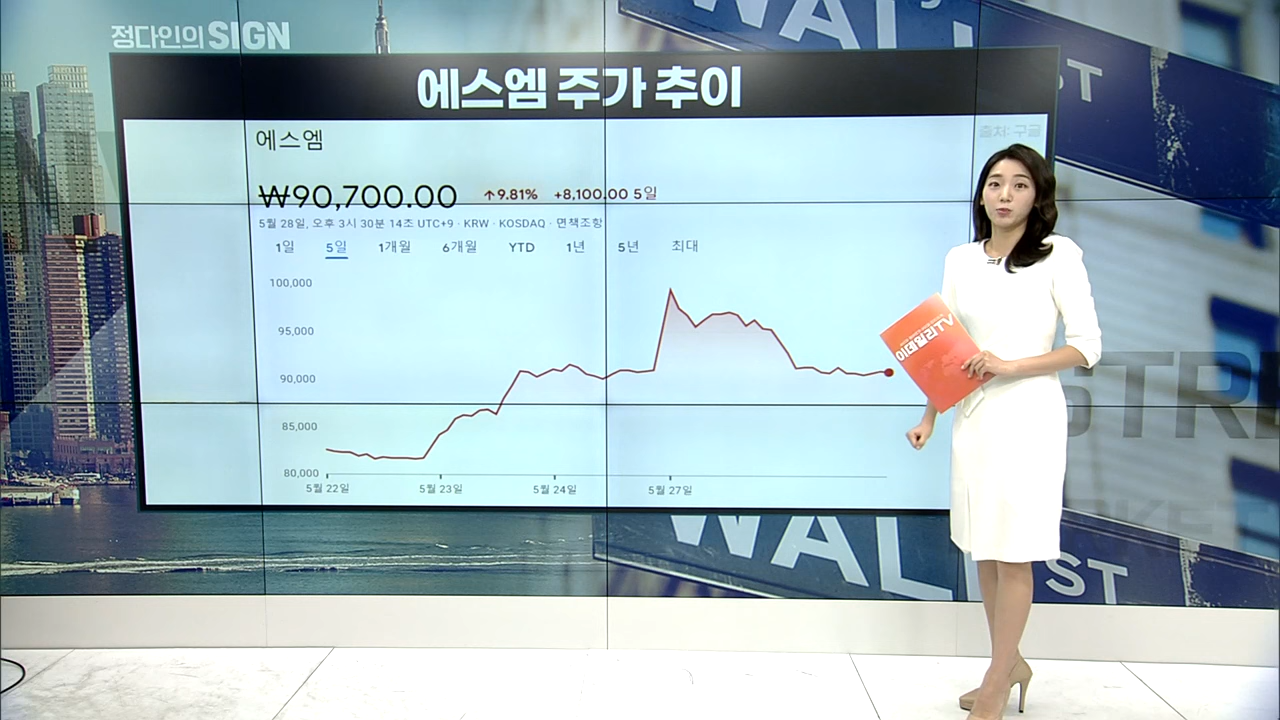 정다인의 SIGN
에스엠 주가 추이
출처: 구글
에스엠
₩90,700.00 ↑9.81% +8,100.00 5일
5월 28일, 오후 3시 30분 14초 UTC+9 · KRW · KOSDAQ · 면책조항
1일 5일 1개월 6개월 YTD 1년 5년 최대
100,000
95,000
90,000
85,000
80,000
5월 22일 5월 23일 5월 24일 5월 27일
이데일리TV
WALL ST
STRE
WALL ST